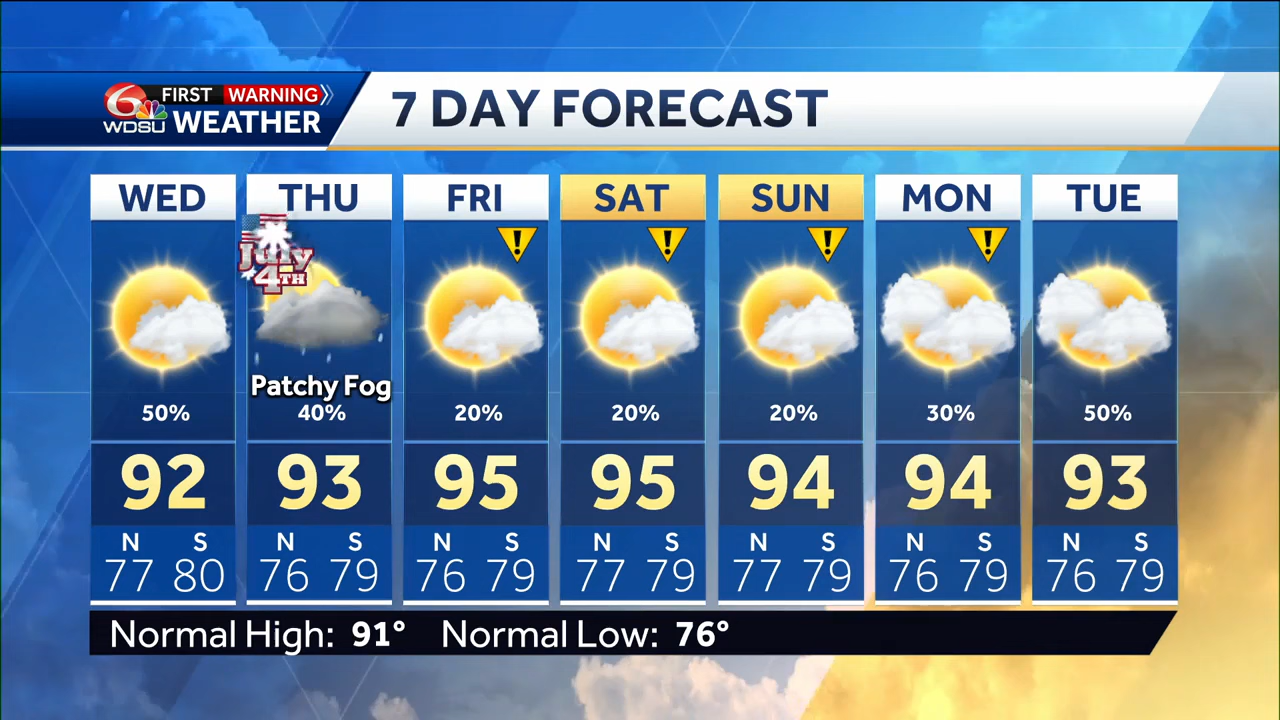 6
WDSU
FIRST WARNING
WEATHER
7 DAY FORECAST
WED THU FRI SAT SUN MON TUE
July
4TH
! ! ! !
Patchy Fog
50% 40% 20% 20% 20% 30% 50%
92 93 95 95 94 94 93
N S N S N S N S N S N S N S
77 80 76 79 76 79 77 79 77 79 76 79 76 79
Normal High: 91° Normal Low: 76°